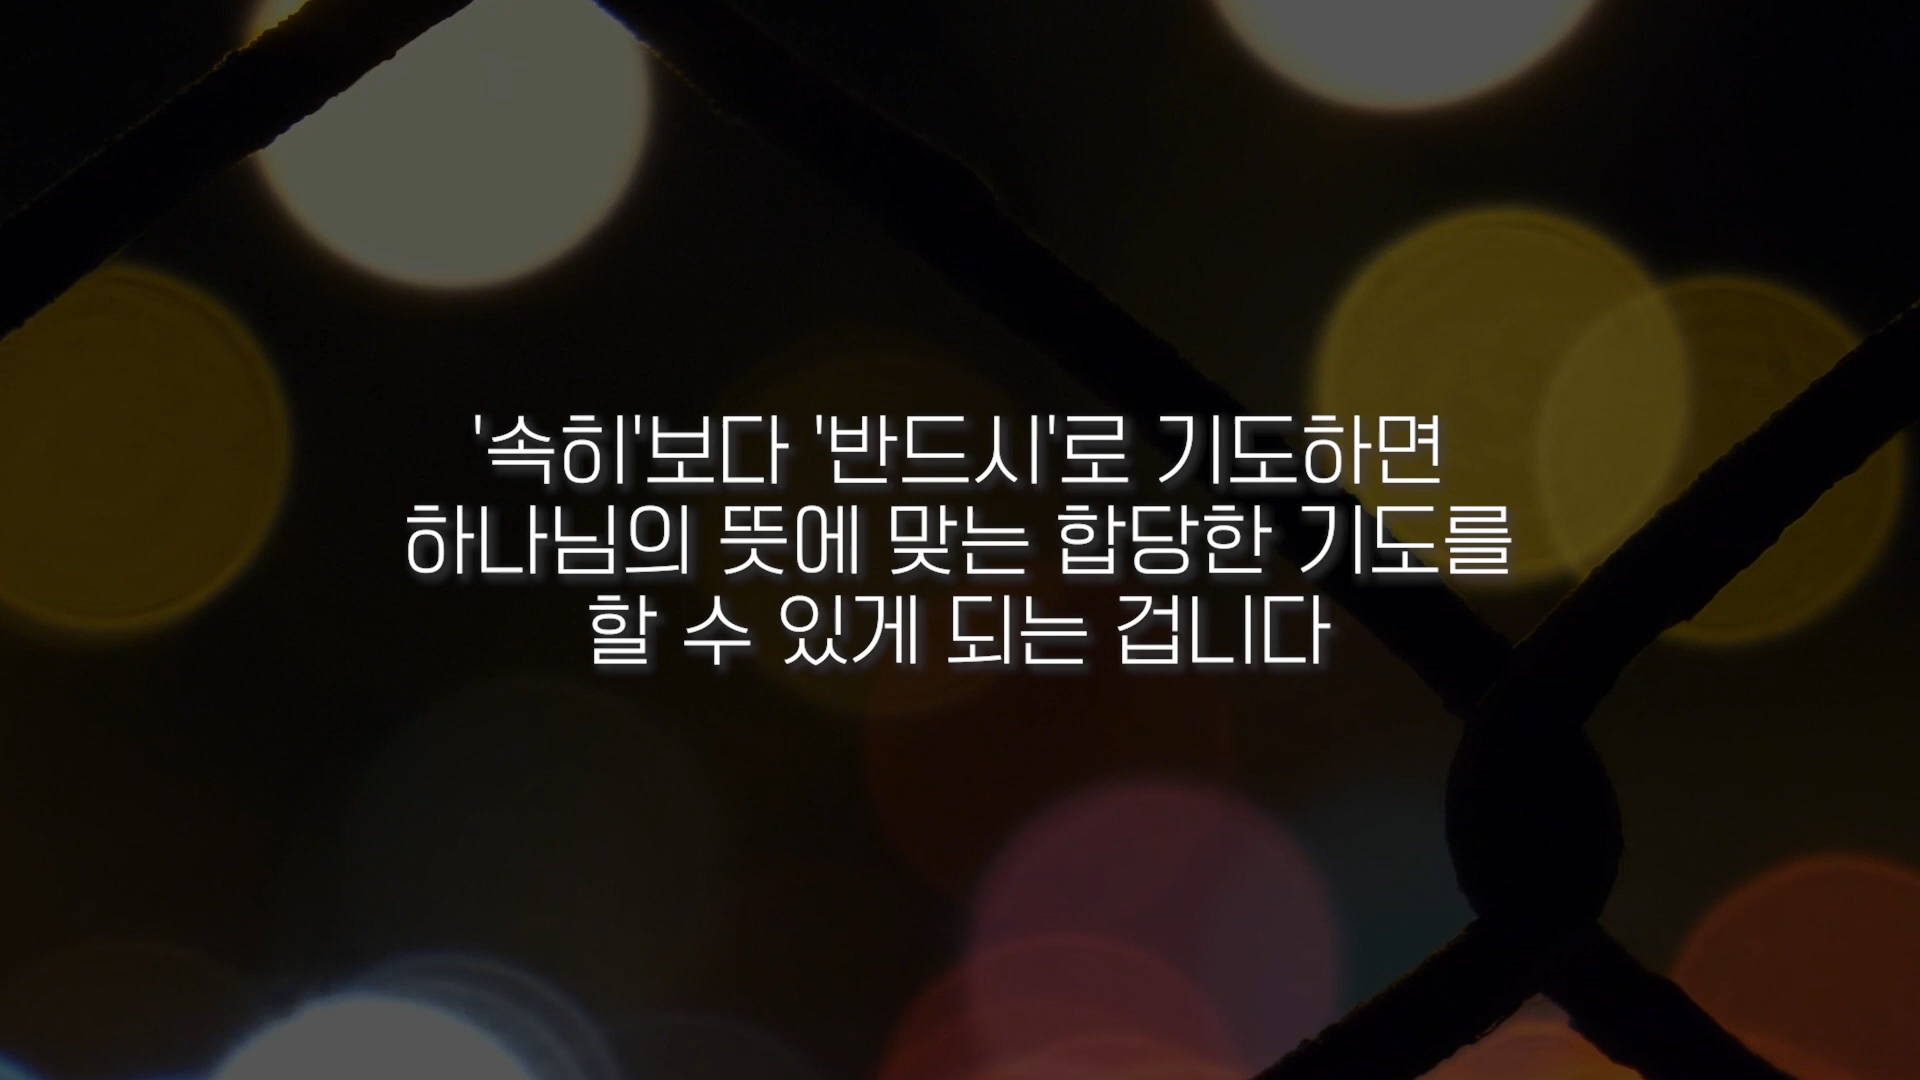 '속히'보다 '반드시'로 기도하면
하나님의 뜻에 맞는 합당한 기도를
할 수 있게 되는 겁니다